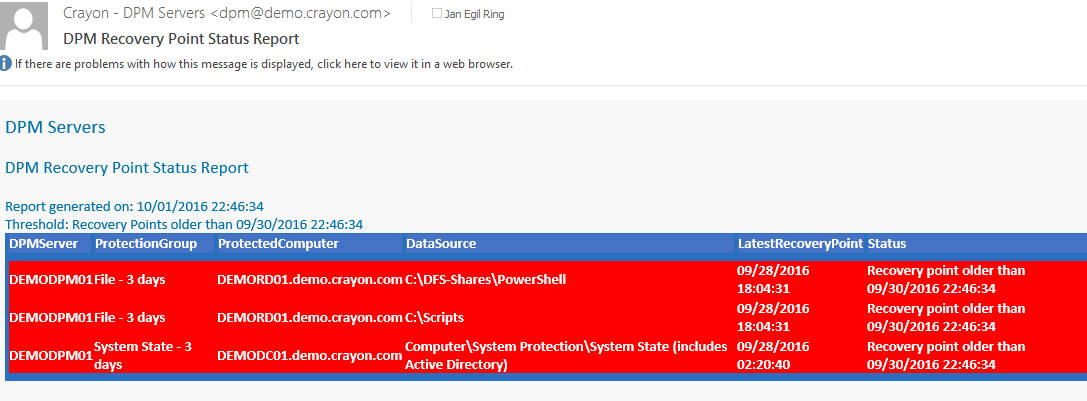 Crayon - DPM Servers <dpm@demo.crayon.com> Jan Egil Ring
DPM Recovery Point Status Report
If there are problems with how this message is displayed, click here to view it in a web browser.
DPM Servers
DPM Recovery Point Status Report
Report generated on: 10/01/2016 22:46:34
Threshold: Recovery Points older than 09/30/2016 22:46:34
DPMServer ProtectionGroup ProtectedComputer DataSource LatestRecoveryPoint Status
DEMODPM01 File - 3 days DEMORD01.demo.crayon.com C:\DFS-Shares\PowerShell 09/28/2016 Recovery point older than
18:04:31 09/30/2016 22:46:34
DEMODPM01 File - 3 days DEMORD01.demo.crayon.com C:\Scripts 09/28/2016 Recovery point older than
18:04:31 09/30/2016 22:46:34
DEMODPM01 System State - 3 DEMODC01.demo.crayon.com Computer\System Protection\System State (includes 09/28/2016 Recovery point older than
days Active Directory) 02:20:40 09/30/2016 22:46:34